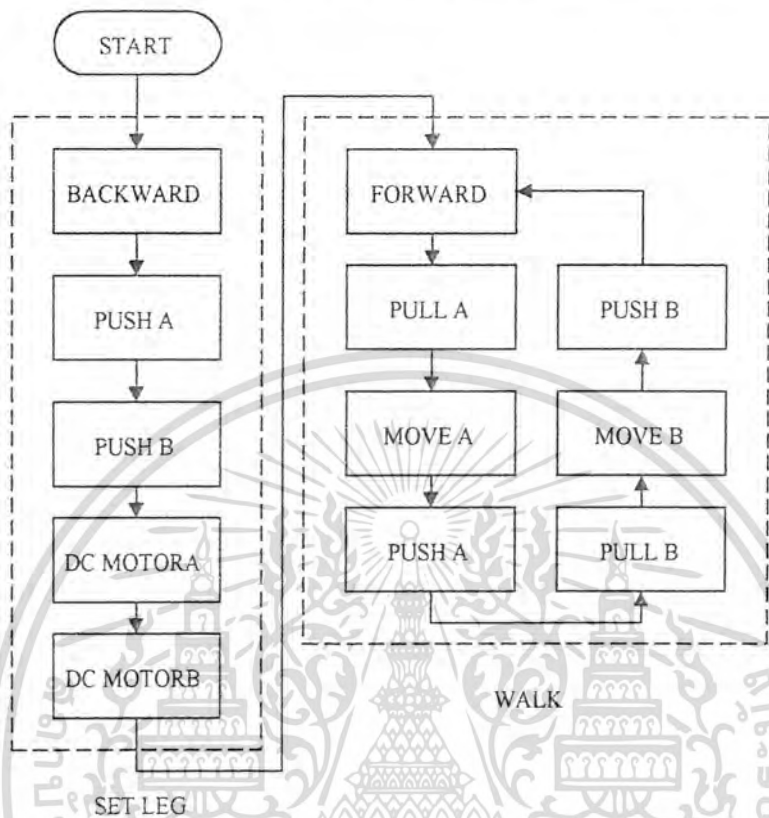 START
BACKWARD
PUSH A
PUSH B
DC MOTORA
DC MOTORB
SET LEG
FORWARD
PULL A
MOVE A
PUSH A
PULL B
MOVE B
PUSH B
WALK